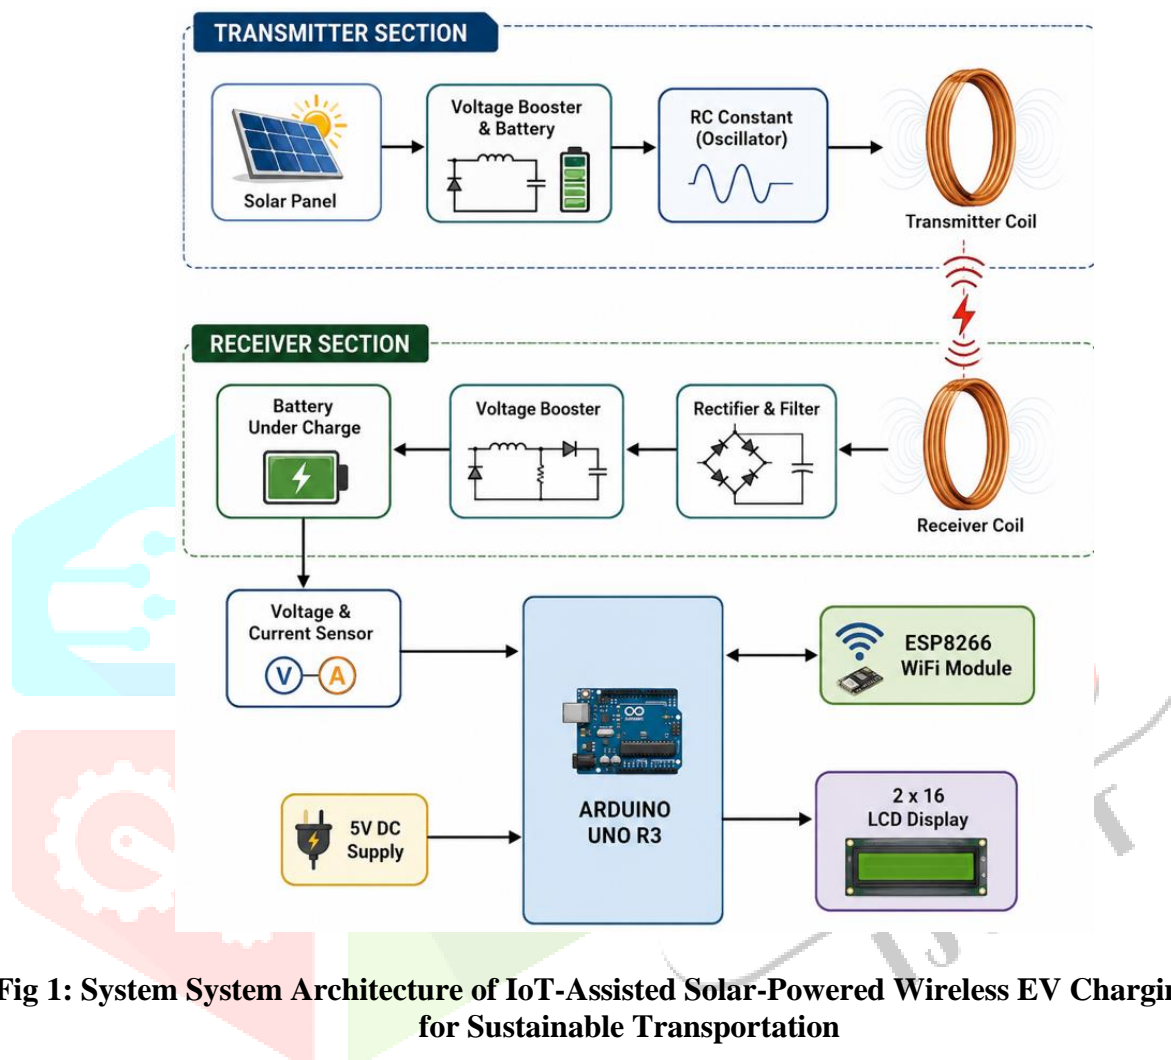 TRANSMITTER SECTION
Solar Panel
Voltage Booster
& Battery
RC Constant
(Oscillator)
Transmitter Coil
RECEIVER SECTION
Battery
Under Charge
Voltage Booster
Rectifier & Filter
Receiver Coil
Voltage &
Current Sensor
V
A
ESP8266
WiFi Module
5V DC
Supply
ARDUINO
UNO R3
2 x 16
LCD Display
Fig 1: System System Architecture of IoT-Assisted Solar-Powered Wireless EV Chargin
for Sustainable Transportation